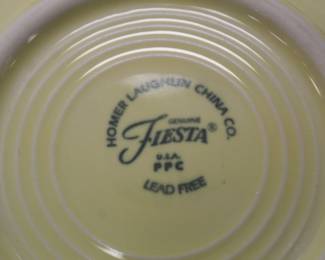 HOMER LAUGHLIN CHINA CO.
GENUINE
FIESTA®
U.S.A.
PPC
LEAD FREE